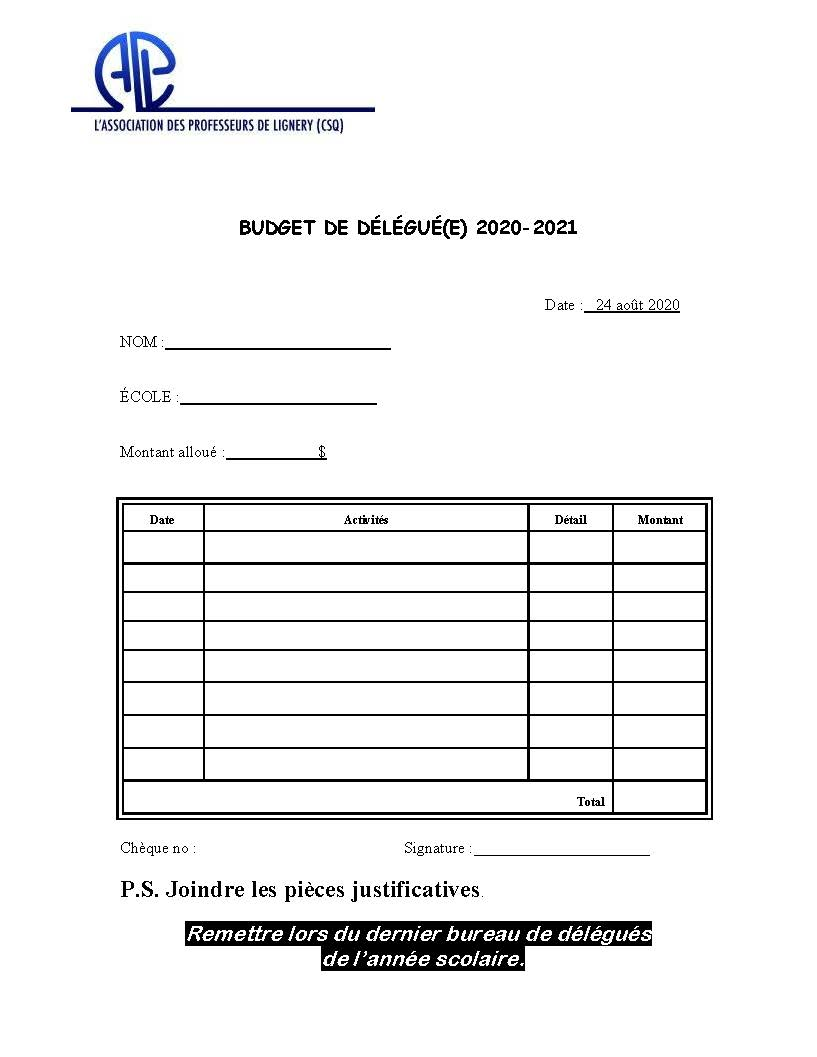 APL
L'ASSOCIATION DES PROFESSEURS DE LIGNERY (CSQ)
BUDGET DE DÉLÉGUÉ(E) 2020-2021
Date : 24 août 2020
NOM :
ÉCOLE :
Montant alloué : $
Date Activités Détail Montant
Total
Chèque no : Signature :
P.S. Joindre les pièces justificatives.
Remettre lors du dernier bureau de délégués
de l'année scolaire.